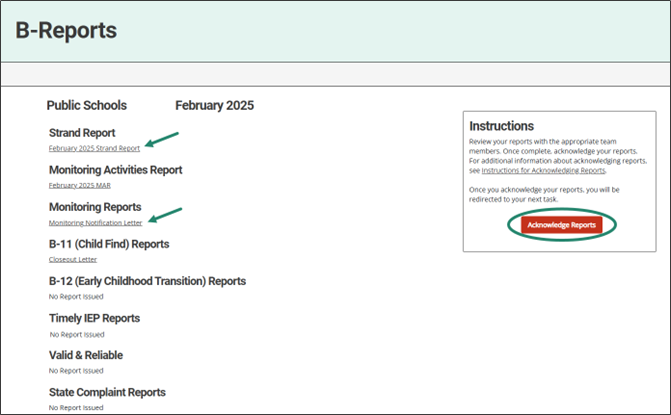 B-Reports
Public Schools February 2025
Strand Report
February 2025 Strand Report
Monitoring Activities Report
February 2025 MAR
Monitoring Reports
Monitoring Notification Letter
B-11 (Child Find) Reports
Closeout Letter
B-12 (Early Childhood Transition) Reports
No Report Issued
Timely IEP Reports
No Report Issued
Valid & Reliable
No Report Issued
State Complaint Reports
No Report Issued
Instructions
Review your reports with the appropriate team
members. Once complete, acknowledge your reports.
For additional information about acknowledging reports,
see Instructions for Acknowledging Reports.
Once you acknowledge your reports, you will be
redirected to your next task.
Acknowledge Reports